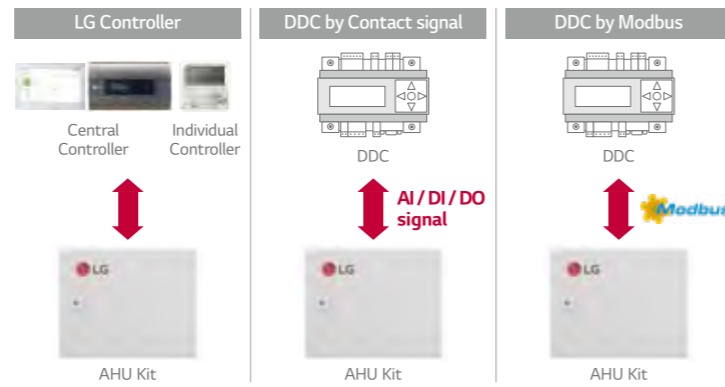 LG Controller
Central
Controller
Individual
Controller
LG
AHU Kit
DDC by Contact signal
DDC
AI / DI / DO
signal
LG
AHU Kit
DDC by Modbus
DDC
Modbus
LG
AHU Kit